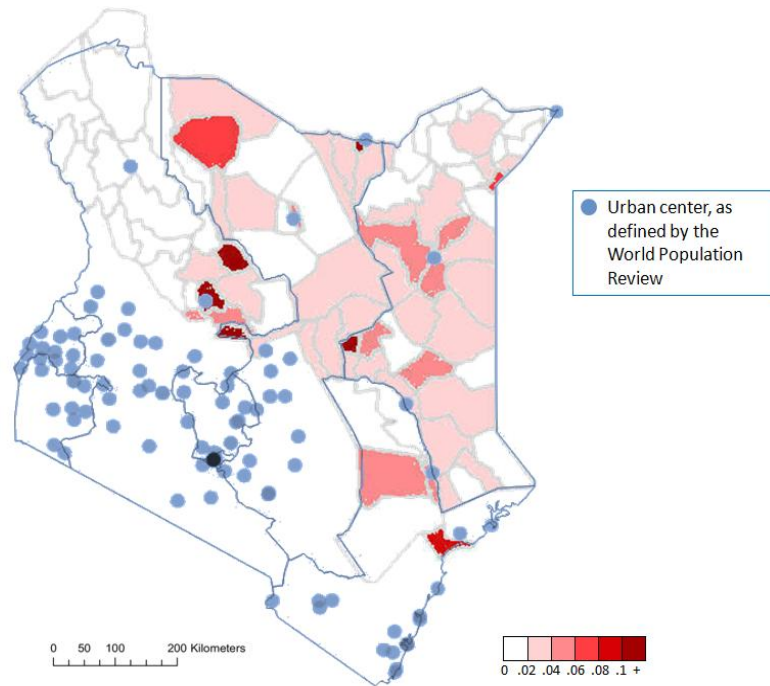 Urban center, as
defined by the
World Population
Review
0 50 100 200 Kilometers
0 .02 .04 .06 .08 .1 +